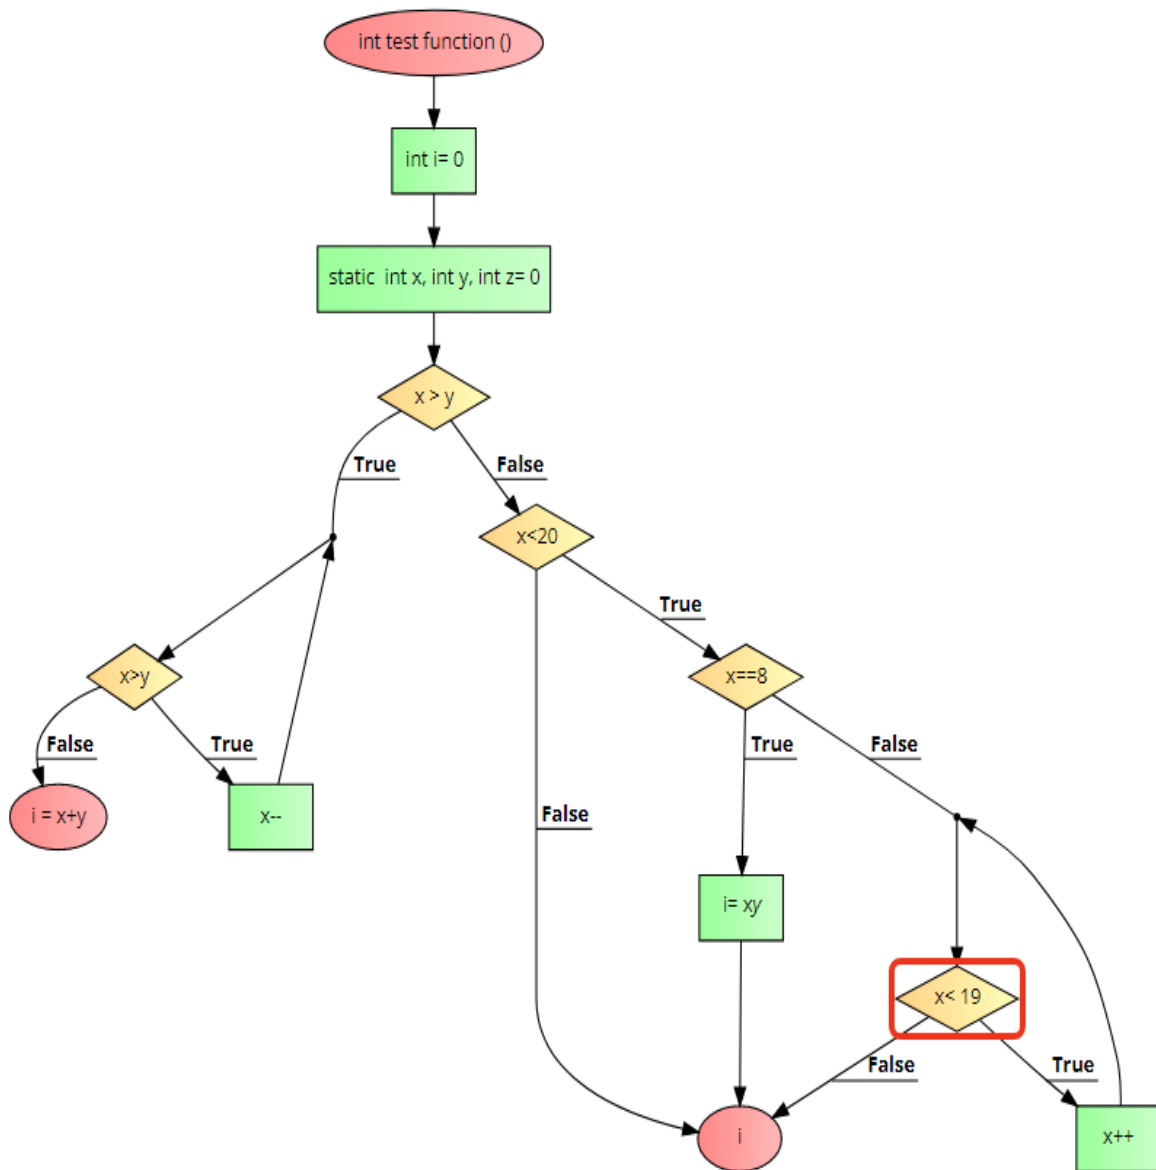 int test function ()
int i= 0
static  int x, int y, int z= 0
x > y
True
False
x<20
True
x>y
x==8
False
True
True
False
i = x+y
x--
False
i= xy
x< 19
False
True
i
x++